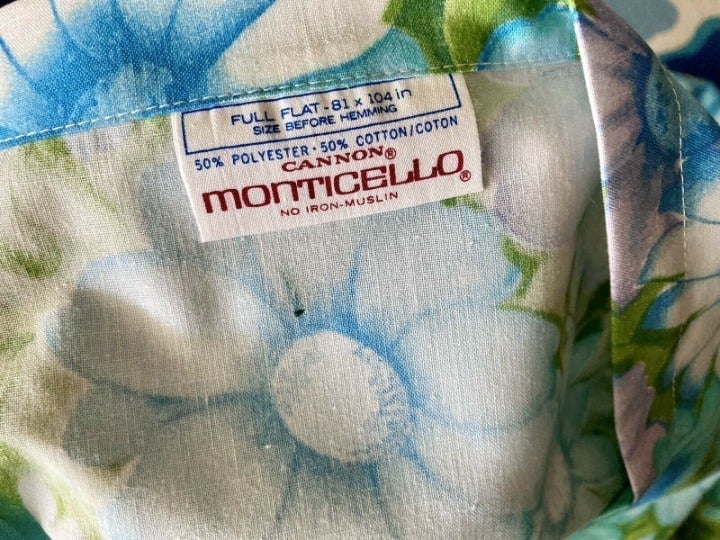 FULL FLAT-81 x 104 in
SIZE BEFORE HEMMING
50% POLYESTER · 50% COTTON/COTON
CANNON®
MONTICELLO®
NO IRON-MUSLIN